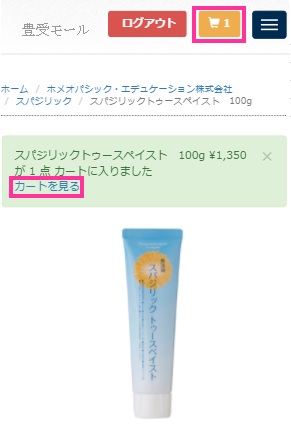 豊受モール
ログアウト
1
ホーム / ホメオパシック・エデュケーション株式会社
/ スパジリック / スパジリックトゥースペイスト 100g
スパジリックトゥースペイスト 100g ¥1,350
が 1 点 カートに入りました
×
カートを見る
スパジリック トゥースペイスト